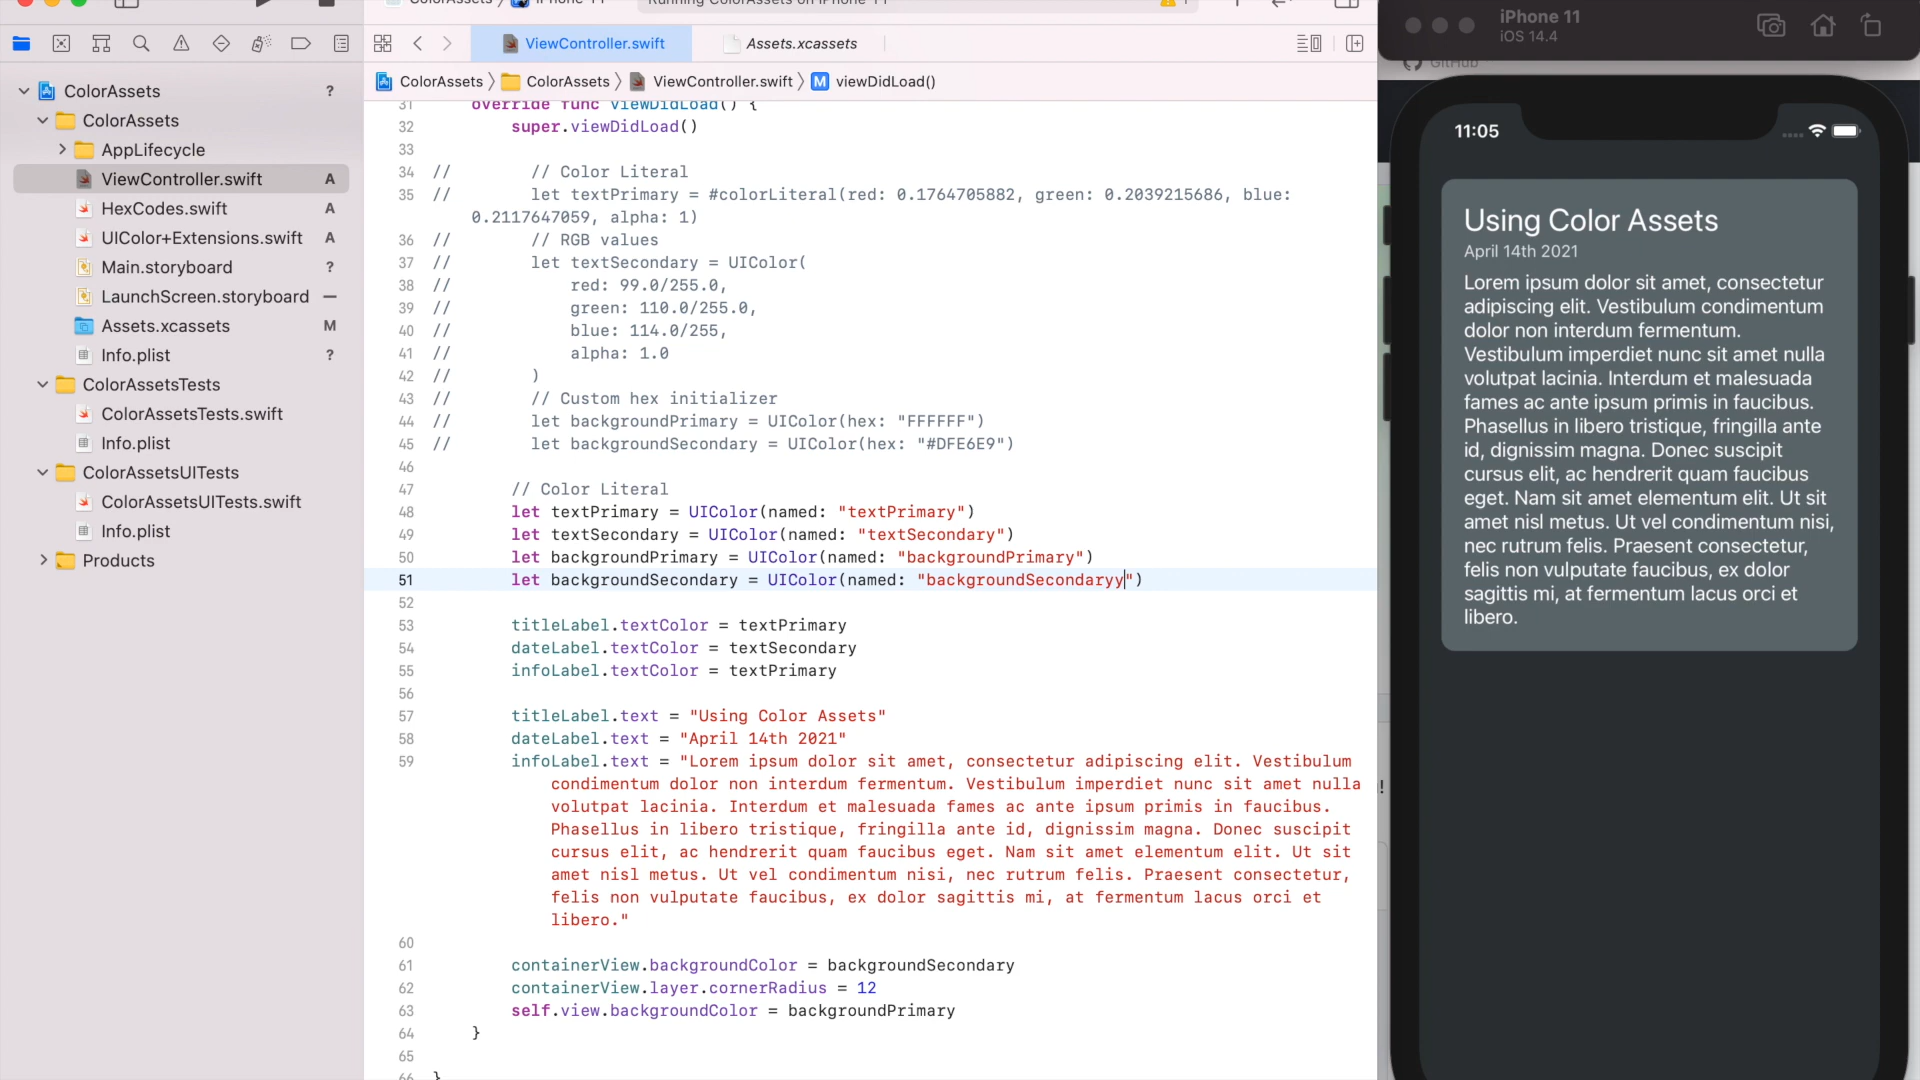 ColorAssets
iPhone 11
Running ColorAssets on iPhone 11
ViewController.swift
Assets.xcassets
ColorAssets
ColorAssets
ViewController.swift
M
viewDidLoad()
ColorAssets ?
ColorAssets
AppLifecycle
ViewController.swift A
HexCodes.swift A
UIColor+Extensions.swift A
Main.storyboard ?
LaunchScreen.storyboard —
Assets.xcassets M
Info.plist ?
ColorAssetsTests
ColorAssetsTests.swift
Info.plist
ColorAssetsUITests
ColorAssetsUITests.swift
Info.plist
Products
31 override func viewDidLoad() {
32 super.viewDidLoad()
33
34 // // Color Literal
35 // let textPrimary = #colorLiteral(red: 0.1764705882, green: 0.2039215686, blue:
0.2117647059, alpha: 1)
36 // // RGB values
37 // let textSecondary = UIColor(
38 // red: 99.0/255.0,
39 // green: 110.0/255.0,
40 // blue: 114.0/255,
41 // alpha: 1.0
42 // )
43 // // Custom hex initializer
44 // let backgroundPrimary = UIColor(hex: "FFFFFF")
45 // let backgroundSecondary = UIColor(hex: "#DFE6E9")
46
47 // Color Literal
48 let textPrimary = UIColor(named: "textPrimary")
49 let textSecondary = UIColor(named: "textSecondary")
50 let backgroundPrimary = UIColor(named: "backgroundPrimary")
51 let backgroundSecondary = UIColor(named: "backgroundSecondaryy")
52
53 titleLabel.textColor = textPrimary
54 dateLabel.textColor = textSecondary
55 infoLabel.textColor = textPrimary
56
57 titleLabel.text = "Using Color Assets"
58 dateLabel.text = "April 14th 2021"
59 infoLabel.text = "Lorem ipsum dolor sit amet, consectetur adipiscing elit. Vestibulum
condimentum dolor non interdum fermentum. Vestibulum imperdiet nunc sit amet nulla
volutpat lacinia. Interdum et malesuada fames ac ante ipsum primis in faucibus.
Phasellus in libero tristique, fringilla ante id, dignissim magna. Donec suscipit
cursus elit, ac hendrerit quam faucibus eget. Nam sit amet elementum elit. Ut sit
amet nisl metus. Ut vel condimentum nisi, nec rutrum felis. Praesent consectetur,
felis non vulputate faucibus, ex dolor sagittis mi, at fermentum lacus orci et
libero."
60
61 containerView.backgroundColor = backgroundSecondary
62 containerView.layer.cornerRadius = 12
63 self.view.backgroundColor = backgroundPrimary
64 }
65
66 }
iPhone 11
iOS 14.4
GitHub
11:05
Using Color Assets
April 14th 2021
Lorem ipsum dolor sit amet, consectetur
adipiscing elit. Vestibulum condimentum
dolor non interdum fermentum.
Vestibulum imperdiet nunc sit amet nulla
volutpat lacinia. Interdum et malesuada
fames ac ante ipsum primis in faucibus.
Phasellus in libero tristique, fringilla ante
id, dignissim magna. Donec suscipit
cursus elit, ac hendrerit quam faucibus
eget. Nam sit amet elementum elit. Ut sit
amet nisl metus. Ut vel condimentum nisi,
nec rutrum felis. Praesent consectetur,
felis non vulputate faucibus, ex dolor
sagittis mi, at fermentum lacus orci et
libero.
!